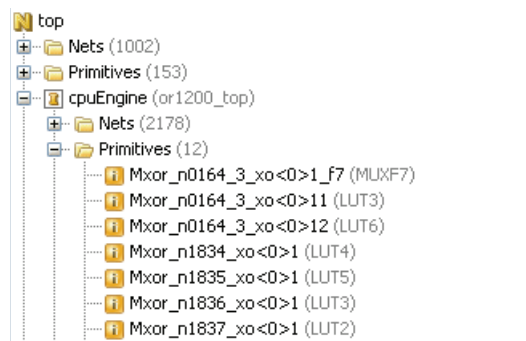 top
Nets (1002)
Primitives (153)
cpuEngine (or1200_top)
Nets (2178)
Primitives (12)
Mxor_n0164_3_xo<0>1_f7 (MUXF7)
Mxor_n0164_3_xo<0>11 (LUT3)
Mxor_n0164_3_xo<0>12 (LUT6)
Mxor_n1834_xo<0>1 (LUT4)
Mxor_n1835_xo<0>1 (LUT5)
Mxor_n1836_xo<0>1 (LUT3)
Mxor_n1837_xo<0>1 (LUT2)